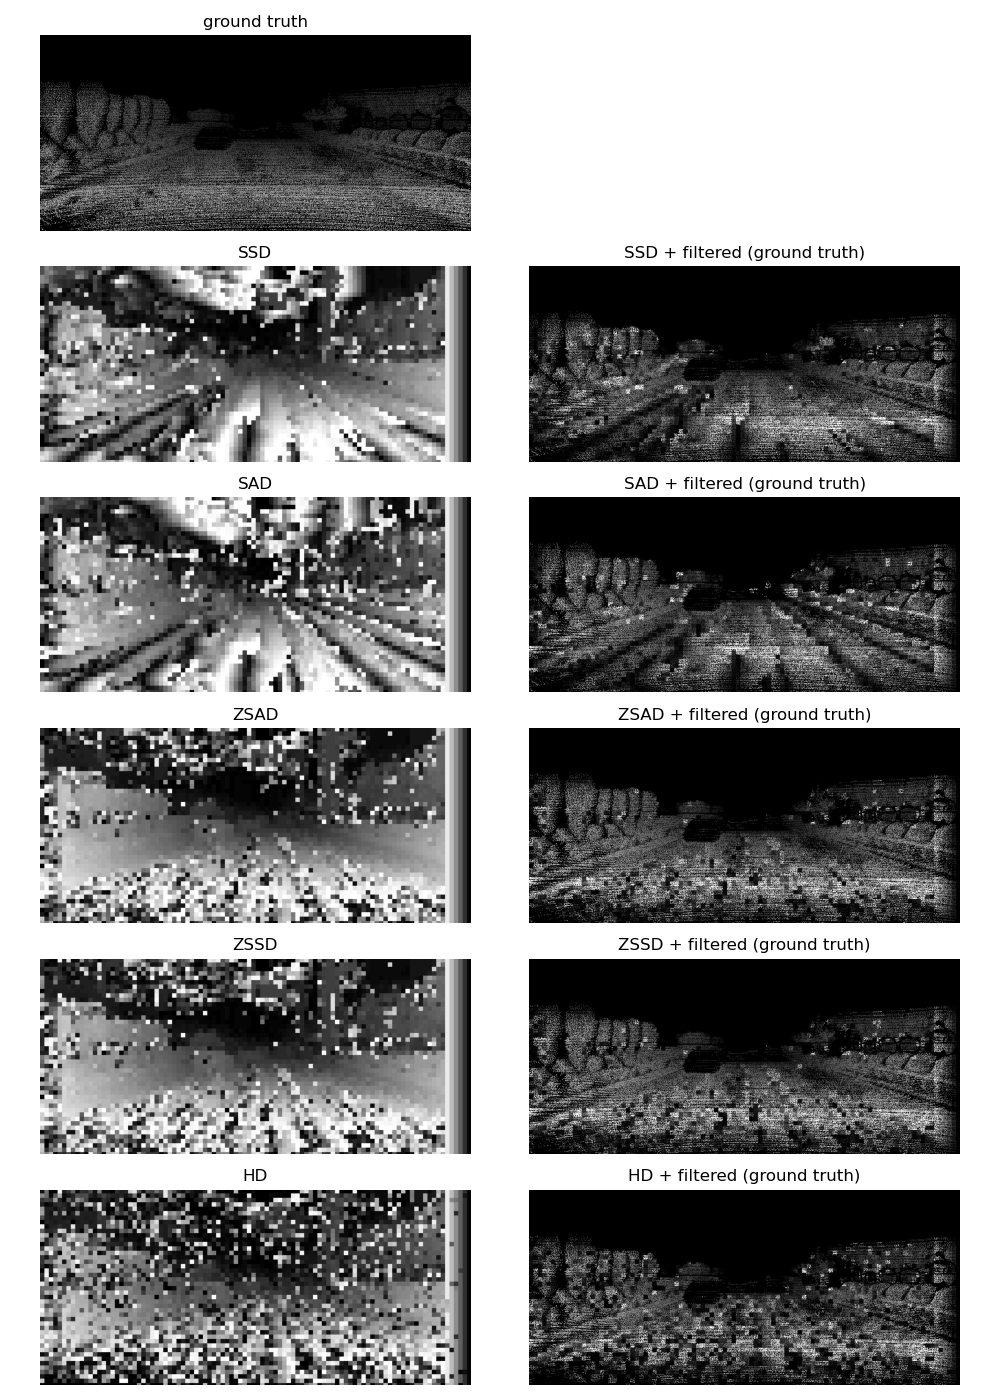 ground truth
SSD
SSD + filtered (ground truth)
SAD
SAD + filtered (ground truth)
ZSAD
ZSAD + filtered (ground truth)
ZSSD
ZSSD + filtered (ground truth)
HD
HD + filtered (ground truth)